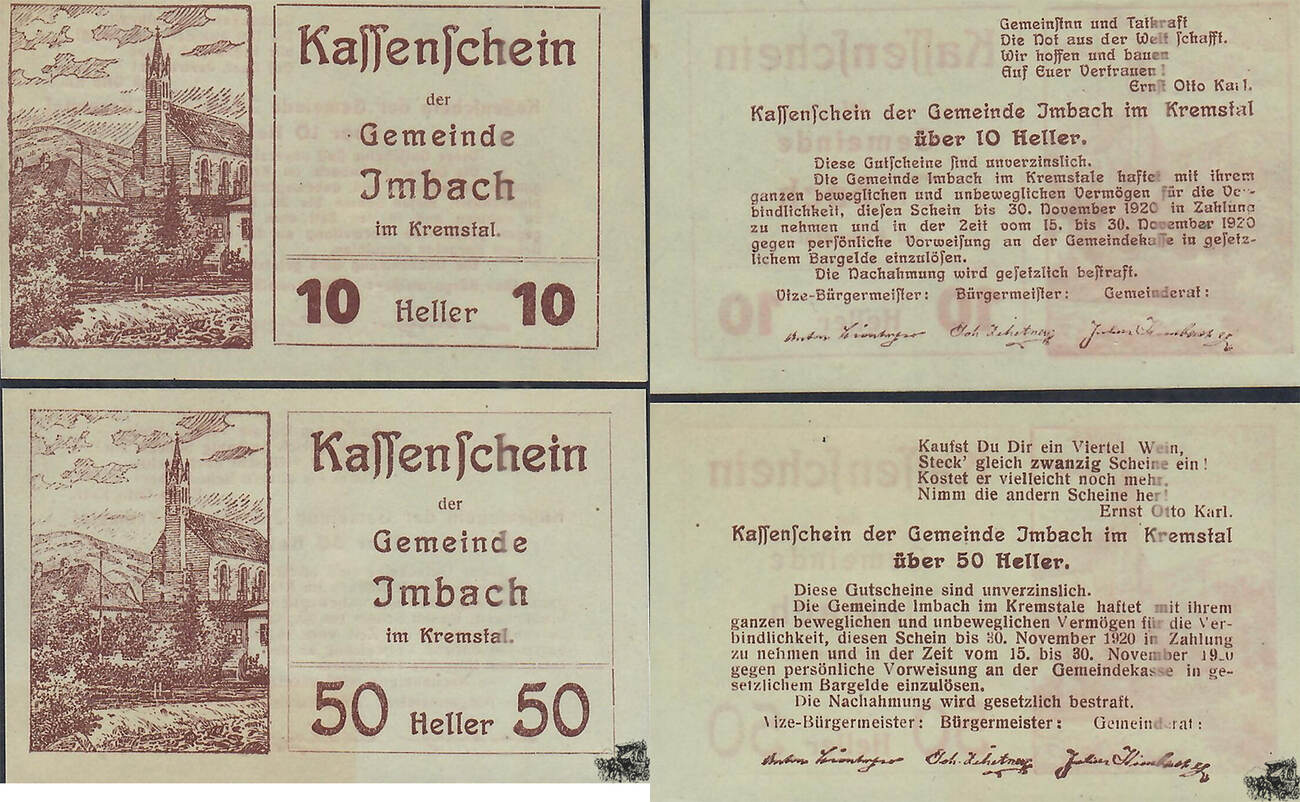 Kassenschein
der
Gemeinde
Imbach
im Kremstal.
10 Heller 10
Gemeinsinn und Tatkraft
Die Not aus der Welt schafft.
Wir hoffen und bauen
Auf Euer Vertrauen!
Ernst Otto Karl.
Kassenschein der Gemeinde Imbach im Kremstal
über 10 Heller.
Diese Gutscheine sind unverzinslich.
Die Gemeinde Imbach im Kremstale haftet mit ihrem
ganzen beweglichen und unbeweglichen Vermögen für die Ver-
bindlichkeit, diesen Schein bis 30. November 1920 in Zahlung
zu nehmen und in der Zeit vom 15. bis 30. November 1920
gegen persönliche Vorweisung an der Gemeindekasse in gesetz-
lichem Bargelde einzulösen.
Die Nachahmung wird gesetzlich bestraft.
Vize-Bürgermeister: Bürgermeister: Gemeinderat:
Kassenschein
der
Gemeinde
Imbach
im Kremstal.
50 Heller 50
Kaufst Du Dir ein Viertel Wein,
Steck' gleich zwanzig Scheine ein!
Kostet er vielleicht noch mehr.
Nimm die andern Scheine her!
Ernst Otto Karl.
Kassenschein der Gemeinde Imbach im Kremstal
über 50 Heller.
Diese Gutscheine sind unverzinslich.
Die Gemeinde Imbach im Kremstale haftet mit ihrem
ganzen beweglichen und unbeweglichen Vermögen für die Ver-
bindlichkeit, diesen Schein bis 30. November 1920 in Zahlung
zu nehmen und in der Zeit vom 15. bis 30. November 1920
gegen persönliche Vorweisung an der Gemeindekasse in ge-
setzlichem Bargelde einzulösen.
Die Nachahmung wird gesetzlich bestraft.
Vize-Bürgermeister: Bürgermeister: Gemeinderat: